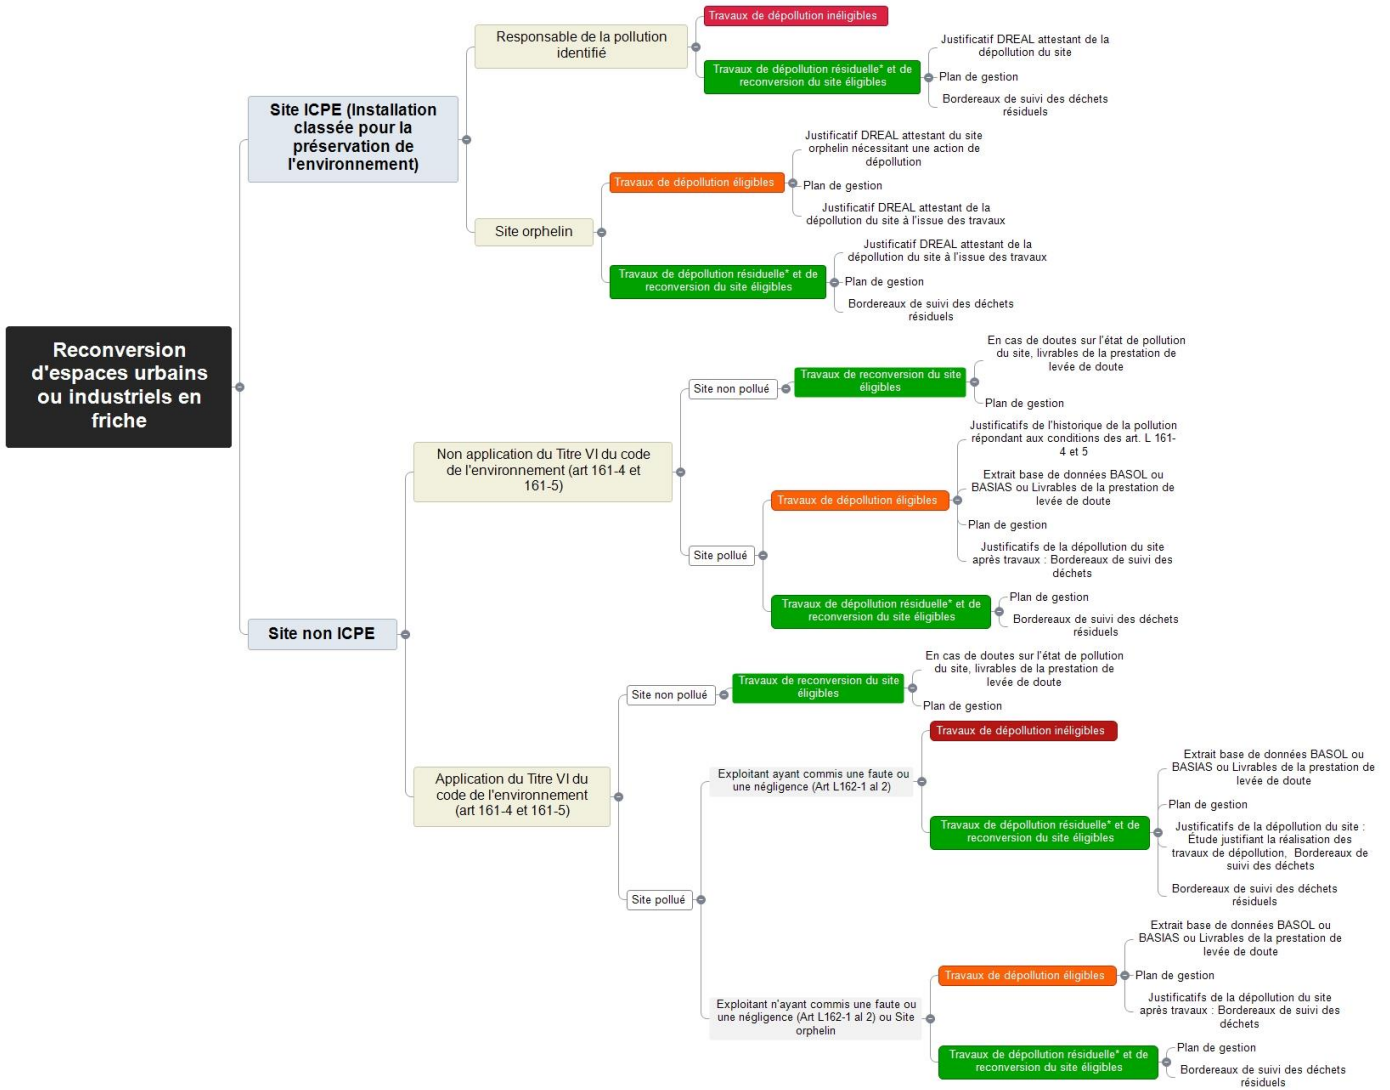 Reconversion
d'espaces urbains
ou industriels en
friche
Site ICPE (Installation
classée pour la
préservation de
l'environnement)
Responsable de la pollution
identifié
Travaux de dépollution inéligibles
Travaux de dépollution résiduelle* et de
reconversion du site éligibles
Justificatif DREAL attestant de la
dépollution du site
Plan de gestion
Bordereaux de suivi des déchets
résiduels
Site orphelin
Travaux de dépollution éligibles
Justificatif DREAL attestant du site
orphelin nécessitant une action de
dépollution
Plan de gestion
Justificatif DREAL attestant de la
dépollution du site à l'issue des travaux
Travaux de dépollution résiduelle* et de
reconversion du site éligibles
Justificatif DREAL attestant de la
dépollution du site à l'issue des travaux
Plan de gestion
Bordereaux de suivi des déchets
résiduels
Site non ICPE
Non application du Titre VI du code
de l'environnement (art 161-4 et
161-5)
Site non pollué
Travaux de reconversion du site
éligibles
En cas de doutes sur l'état de pollution
du site, livrables de la prestation de
levée de doute
Plan de gestion
Site pollué
Travaux de dépollution éligibles
Justificatifs de l'historique de la pollution
répondant aux conditions des art. L 161-
4 et 5
Extrait base de données BASOL ou
BASIAS ou Livrables de la prestation de
levée de doute
Plan de gestion
Justificatifs de la dépollution du site
après travaux : Bordereaux de suivi des
déchets
Travaux de dépollution résiduelle* et de
reconversion du site éligibles
Plan de gestion
Bordereaux de suivi des déchets
résiduels
Application du Titre VI du
code de l'environnement
(art 161-4 et 161-5)
Site non pollué
Travaux de reconversion du site
éligibles
En cas de doutes sur l'état de pollution
du site, livrables de la prestation de
levée de doute
Plan de gestion
Site pollué
Exploitant ayant commis une faute ou
une négligence (Art L162-1 al 2)
Travaux de dépollution inéligibles
Travaux de dépollution résiduelle* et de
reconversion du site éligibles
Extrait base de données BASOL ou
BASIAS ou Livrables de la prestation de
levée de doute
Plan de gestion
Justificatifs de la dépollution du site :
Étude justifiant la réalisation des
travaux de dépollution, Bordereaux de
suivi des déchets
Bordereaux de suivi des déchets
résiduels
Exploitant n'ayant commis une faute ou
une négligence (Art L162-1 al 2) ou Site
orphelin
Travaux de dépollution éligibles
Extrait base de données BASOL ou
BASIAS ou Livrables de la prestation de
levée de doute
Plan de gestion
Justificatifs de la dépollution du site
après travaux : Bordereaux de suivi des
déchets
Travaux de dépollution résiduelle* et de
reconversion du site éligibles
Plan de gestion
Bordereaux de suivi des déchets
résiduels